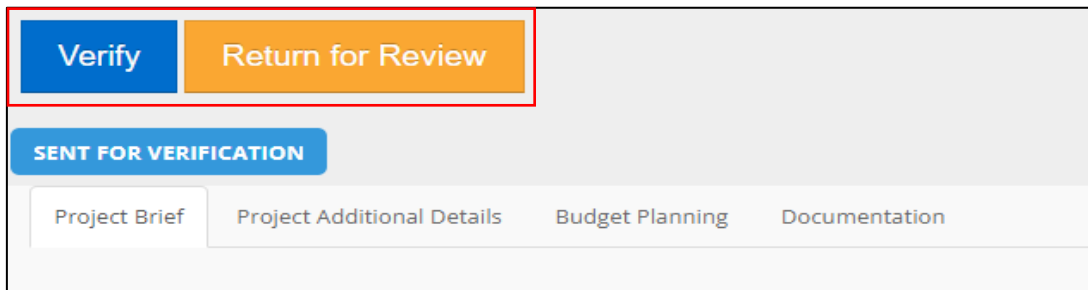 Verify Return for Review
SENT FOR VERIFICATION
Project Brief Project Additional Details Budget Planning Documentation